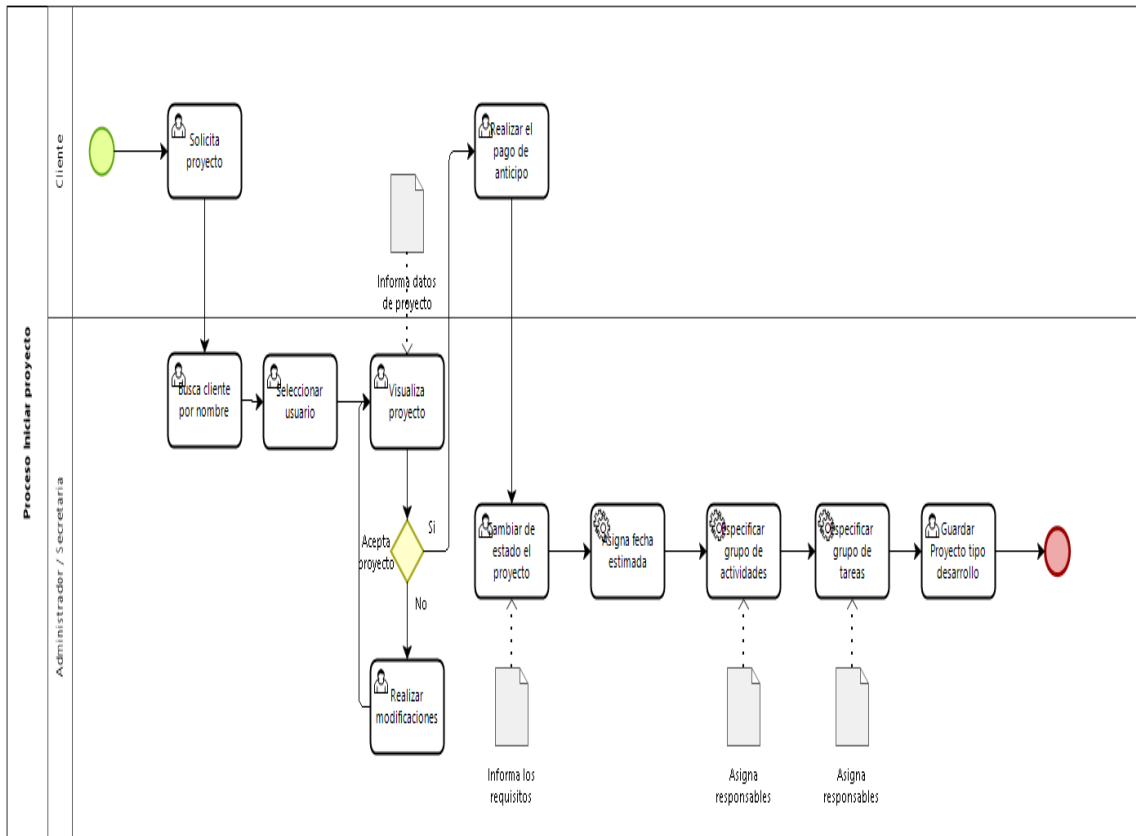 Proceso Iniciar proyecto
Cliente
Solicita
proyecto
Realizar el
pago de
anticipo
Informa datos
de proyecto
Administrador / Secretaria
Busca cliente
por nombre
Seleccionar
usuario
Visualiza
proyecto
Acepta
proyecto
Si
No
Realizar
modificaciones
Cambiar de
estado el
proyecto
Asigna fecha
estimada
Especificar
grupo de
actividades
Especificar
grupo de
tareas
Guardar
Proyecto tipo
desarrollo
Informa los
requisitos
Asigna
responsables
Asigna
responsables